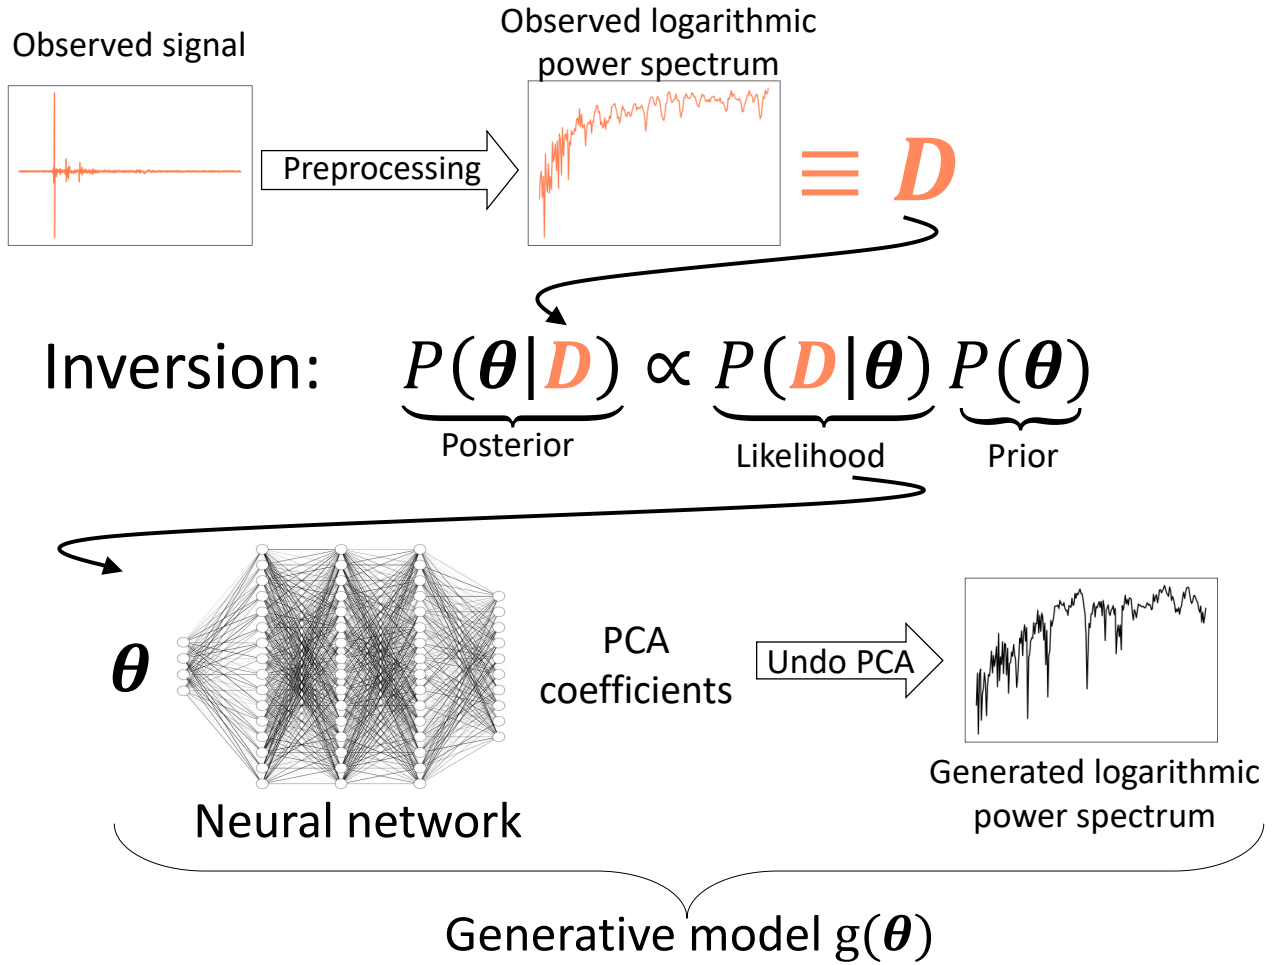 Observed signal
Observed logarithmic
power spectrum
Preprocessing
≡ D
Inversion:
P(θ|D) ∝ P(D|θ) P(θ)
Posterior
Likelihood
Prior
θ
PCA
coefficients
Undo PCA
Neural network
Generated logarithmic
power spectrum
Generative model g(θ)